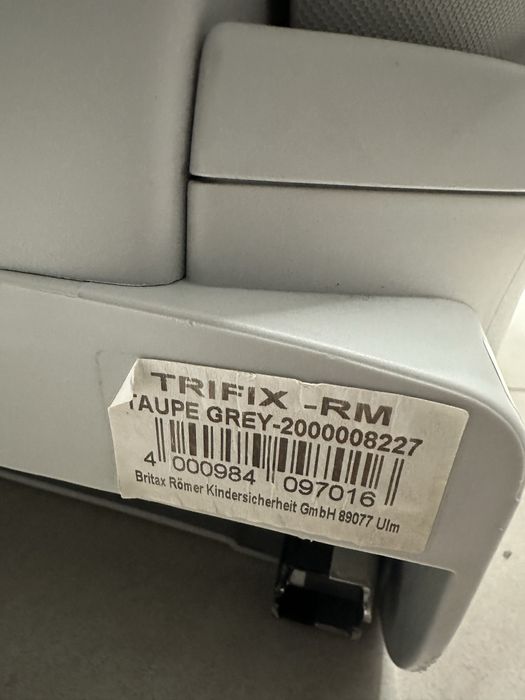 TRIFIX -RM
TAUPE GREY-2000008227
4 000984 097016
Britax Römer Kindersicherheit GmbH 89077 Ulm